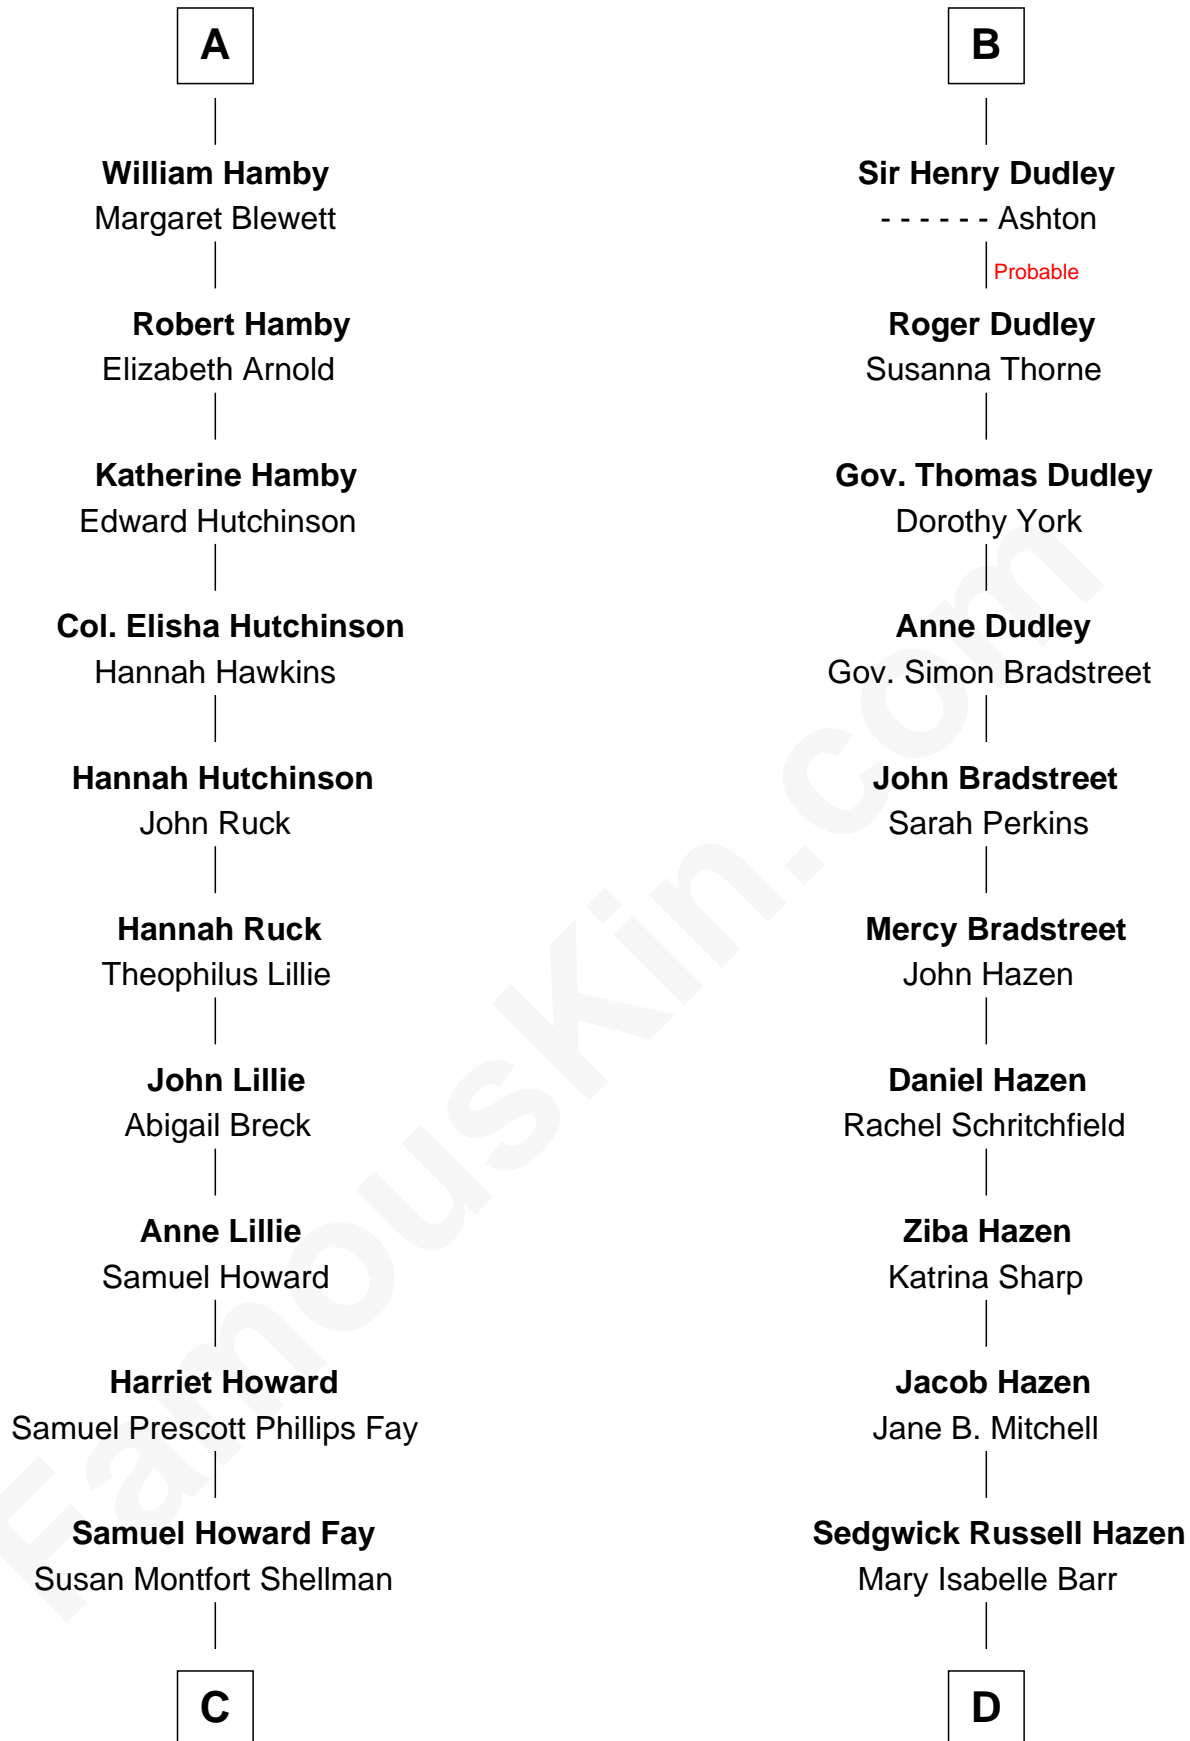 A
William Hamby
Margaret Blewett
Robert Hamby
Elizabeth Arnold
Katherine Hamby
Edward Hutchinson
Col. Elisha Hutchinson
Hannah Hawkins
Hannah Hutchinson
John Ruck
Hannah Ruck
Theophilus Lillie
John Lillie
Abigail Breck
Anne Lillie
Samuel Howard
Harriet Howard
Samuel Prescott Phillips Fay
Samuel Howard Fay
Susan Montfort Shellman
C
B
Sir Henry Dudley
- - - - - - Ashton
Probable
Roger Dudley
Susanna Thorne
Gov. Thomas Dudley
Dorothy York
Anne Dudley
Gov. Simon Bradstreet
John Bradstreet
Sarah Perkins
Mercy Bradstreet
John Hazen
Daniel Hazen
Rachel Schritchfield
Ziba Hazen
Katrina Sharp
Jacob Hazen
Jane B. Mitchell
Sedgwick Russell Hazen
Mary Isabelle Barr
D
FamousKin.com